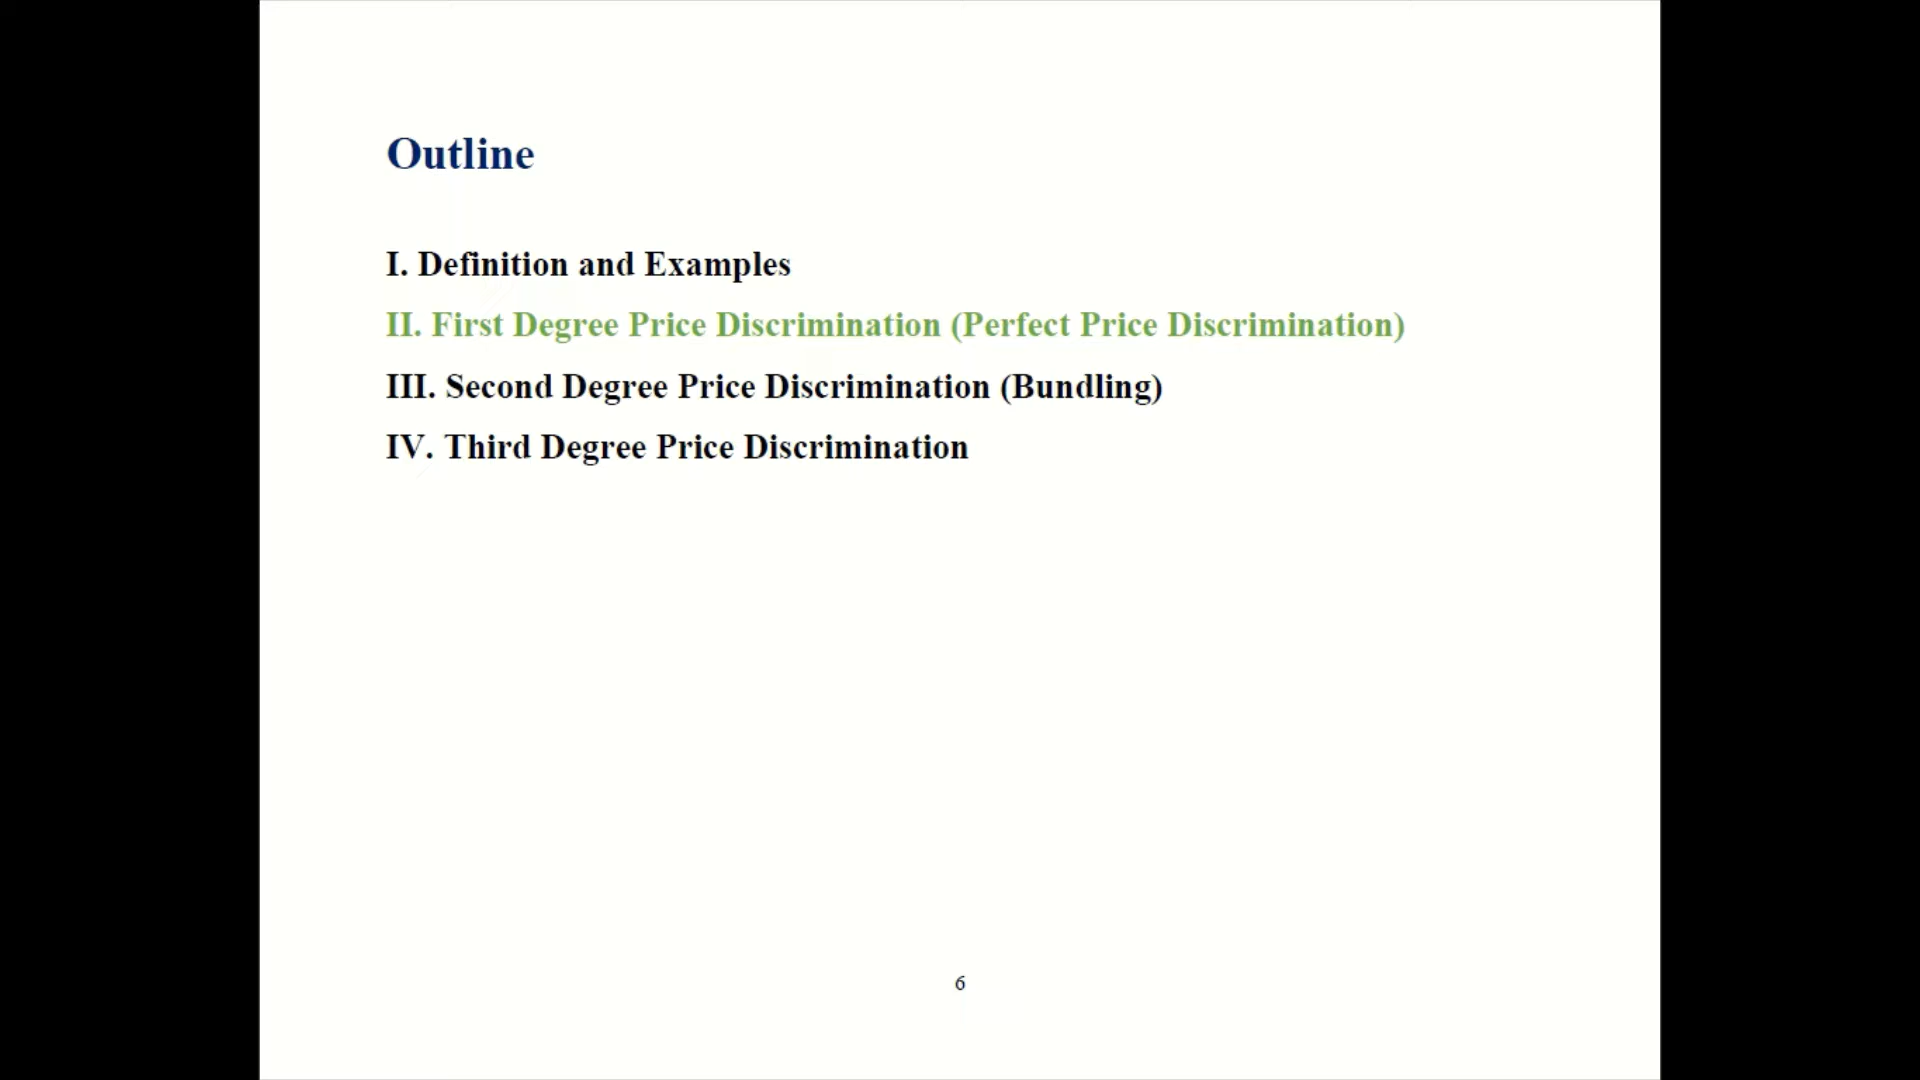 Outline
I. Definition and Examples
II. First Degree Price Discrimination (Perfect Price Discrimination)
III. Second Degree Price Discrimination (Bundling)
IV. Third Degree Price Discrimination
6